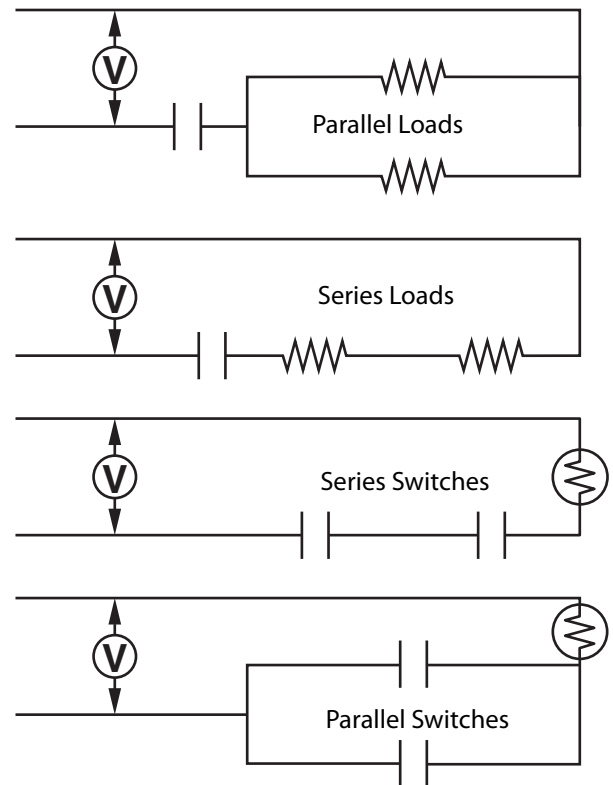 V
Parallel Loads
V
Series Loads
V
Series Switches
V
Parallel Switches